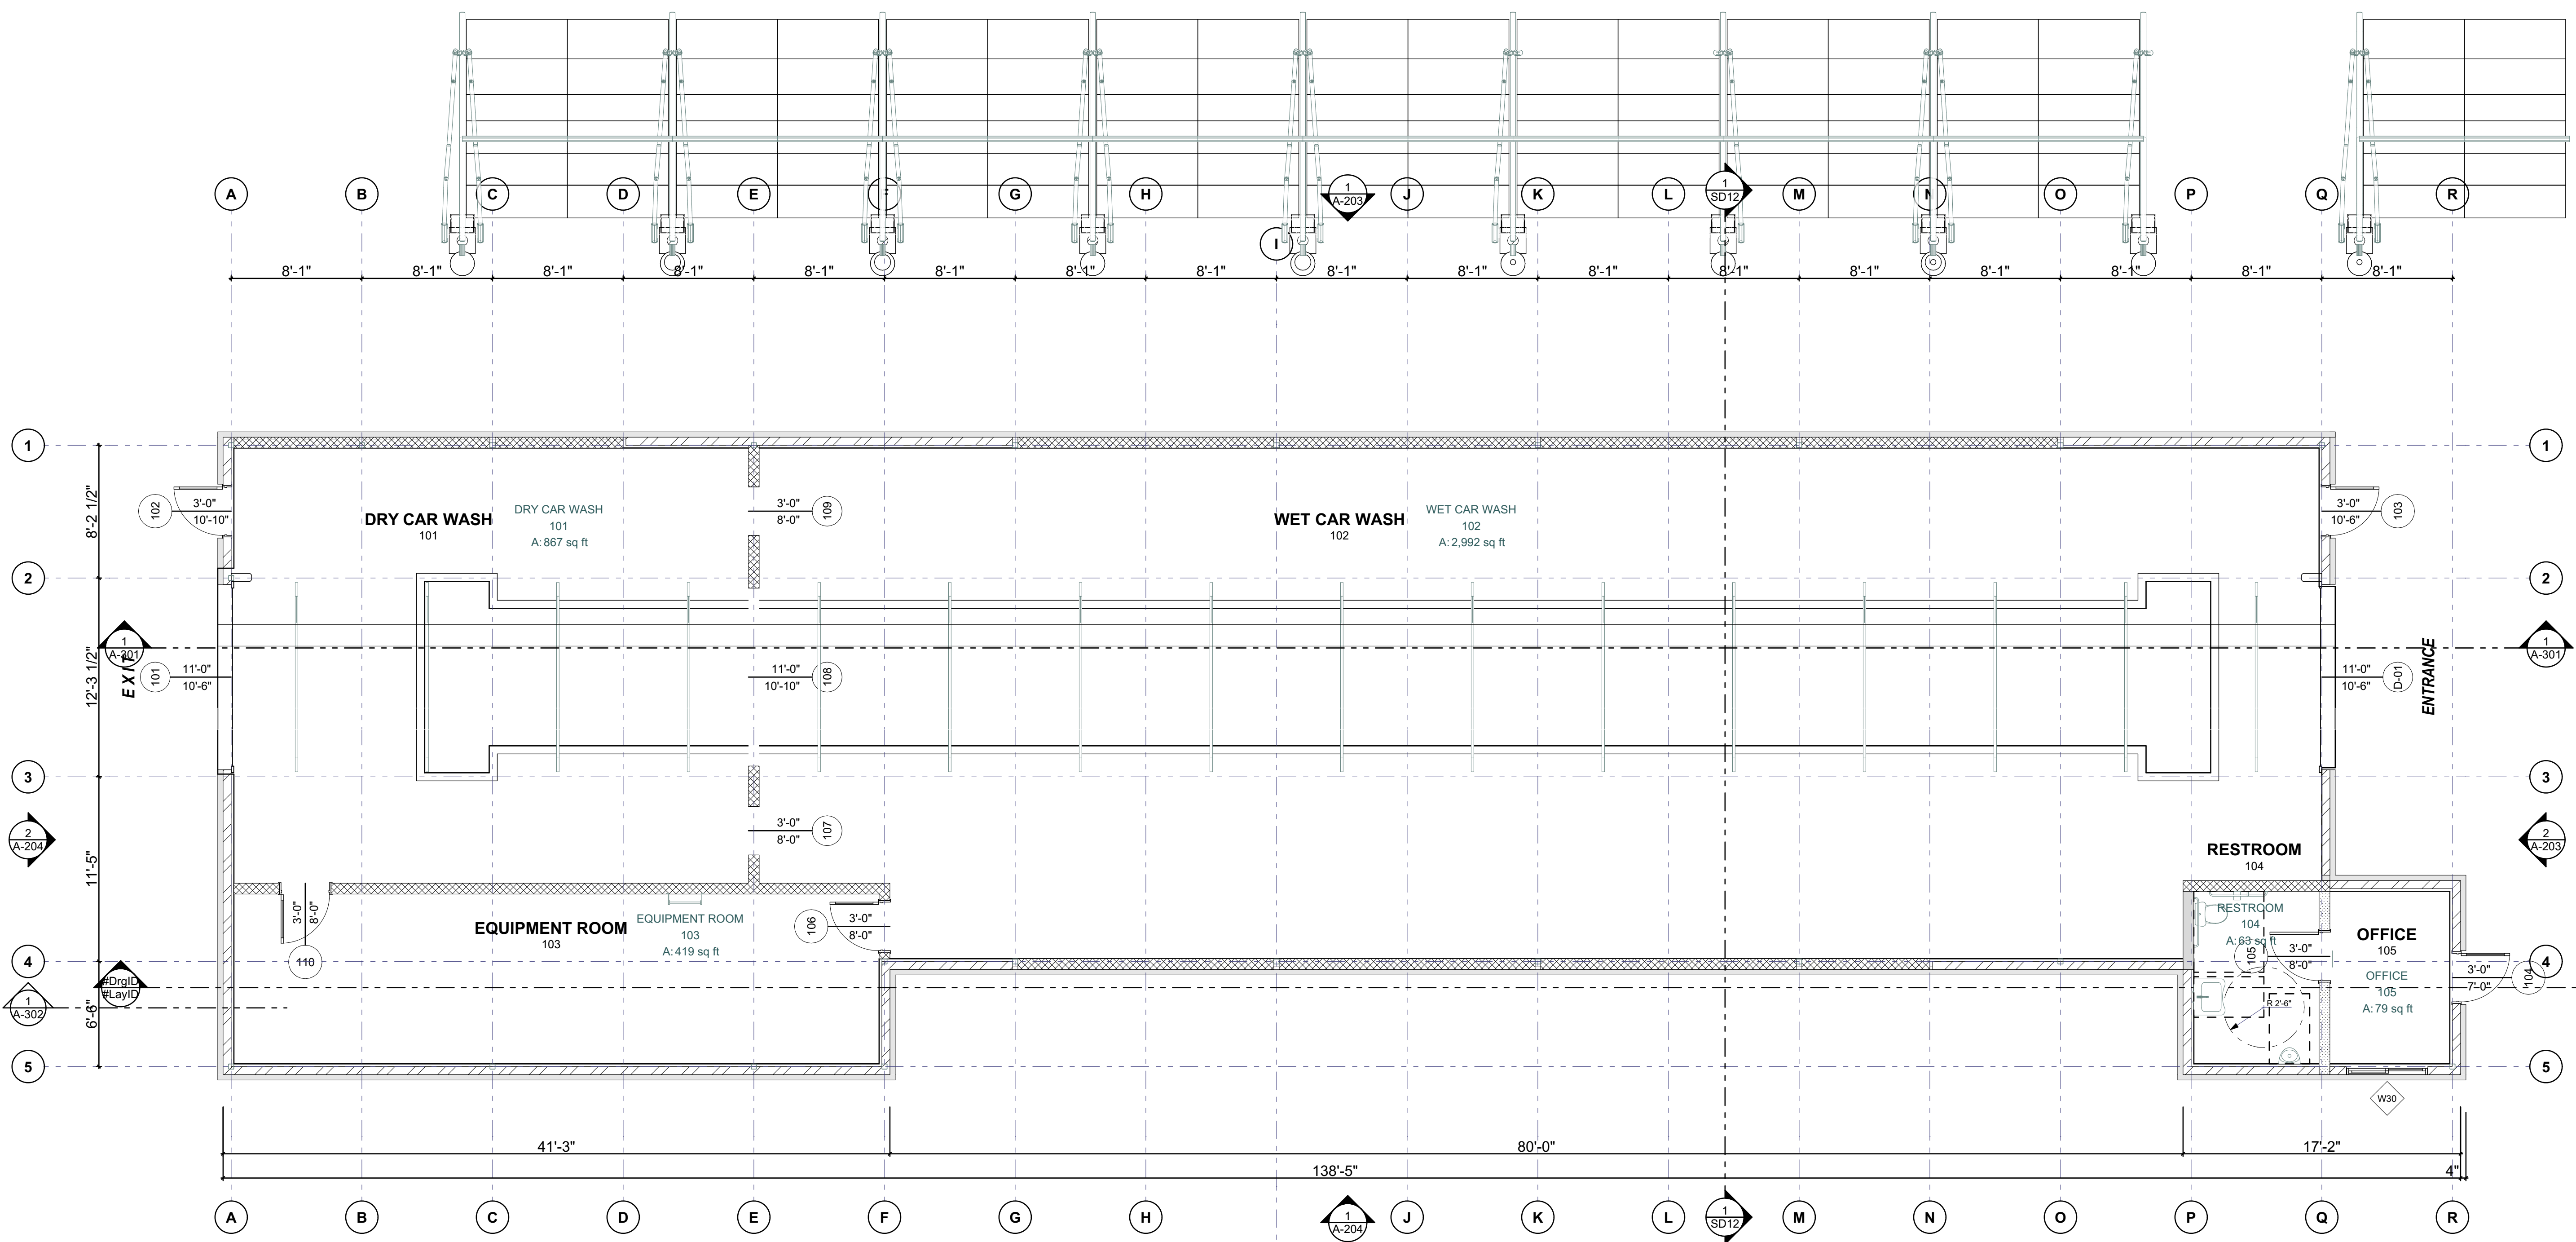 A B C D E F G H J K L M N O P Q R
1
A-203
1
SD12
I
8'-1" 8'-1" 8'-1" 8'-1" 8'-1" 8'-1" 8'-1" 8'-1" 8'-1" 8'-1" 8'-1" 8'-1" 8'-1" 8'-1" 8'-1" 8'-1" 8'-1"
1
1
8'-2 1/2"
102
3'-0"
10'-10"
DRY CAR WASH
101
DRY CAR WASH
101
A: 867 sq ft
3'-0"
8'-0"
109
WET CAR WASH
102
WET CAR WASH
102
A: 2,992 sq ft
3'-0"
10'-6"
103
2
2
1
A-301
EXIT
12'-3 1/2"
101
11'-0"
10'-6"
11'-0"
10'-10"
108
11'-0"
10'-6"
D-01
ENTRANCE
1
A-301
3
3
2
A-204
11'-5"
3'-0"
8'-0"
107
RESTROOM
104
2
A-203
3'-0"
8'-0"
110
EQUIPMENT ROOM
103
EQUIPMENT ROOM
103
A: 419 sq ft
106
3'-0"
8'-0"
RESTROOM
104
A: 63 sq ft
105
3'-0"
8'-0"
OFFICE
105
OFFICE
105
A: 79 sq ft
3'-0"
7'-0"
104
4
4
#DrgID
#LayID
1
A-302
6'-6"
R 2'-6"
5
5
W30
41'-3" 80'-0" 17'-2"
138'-5" 4"
A B C D E F G H J K L M N O P Q R
1
A-204
1
SD12